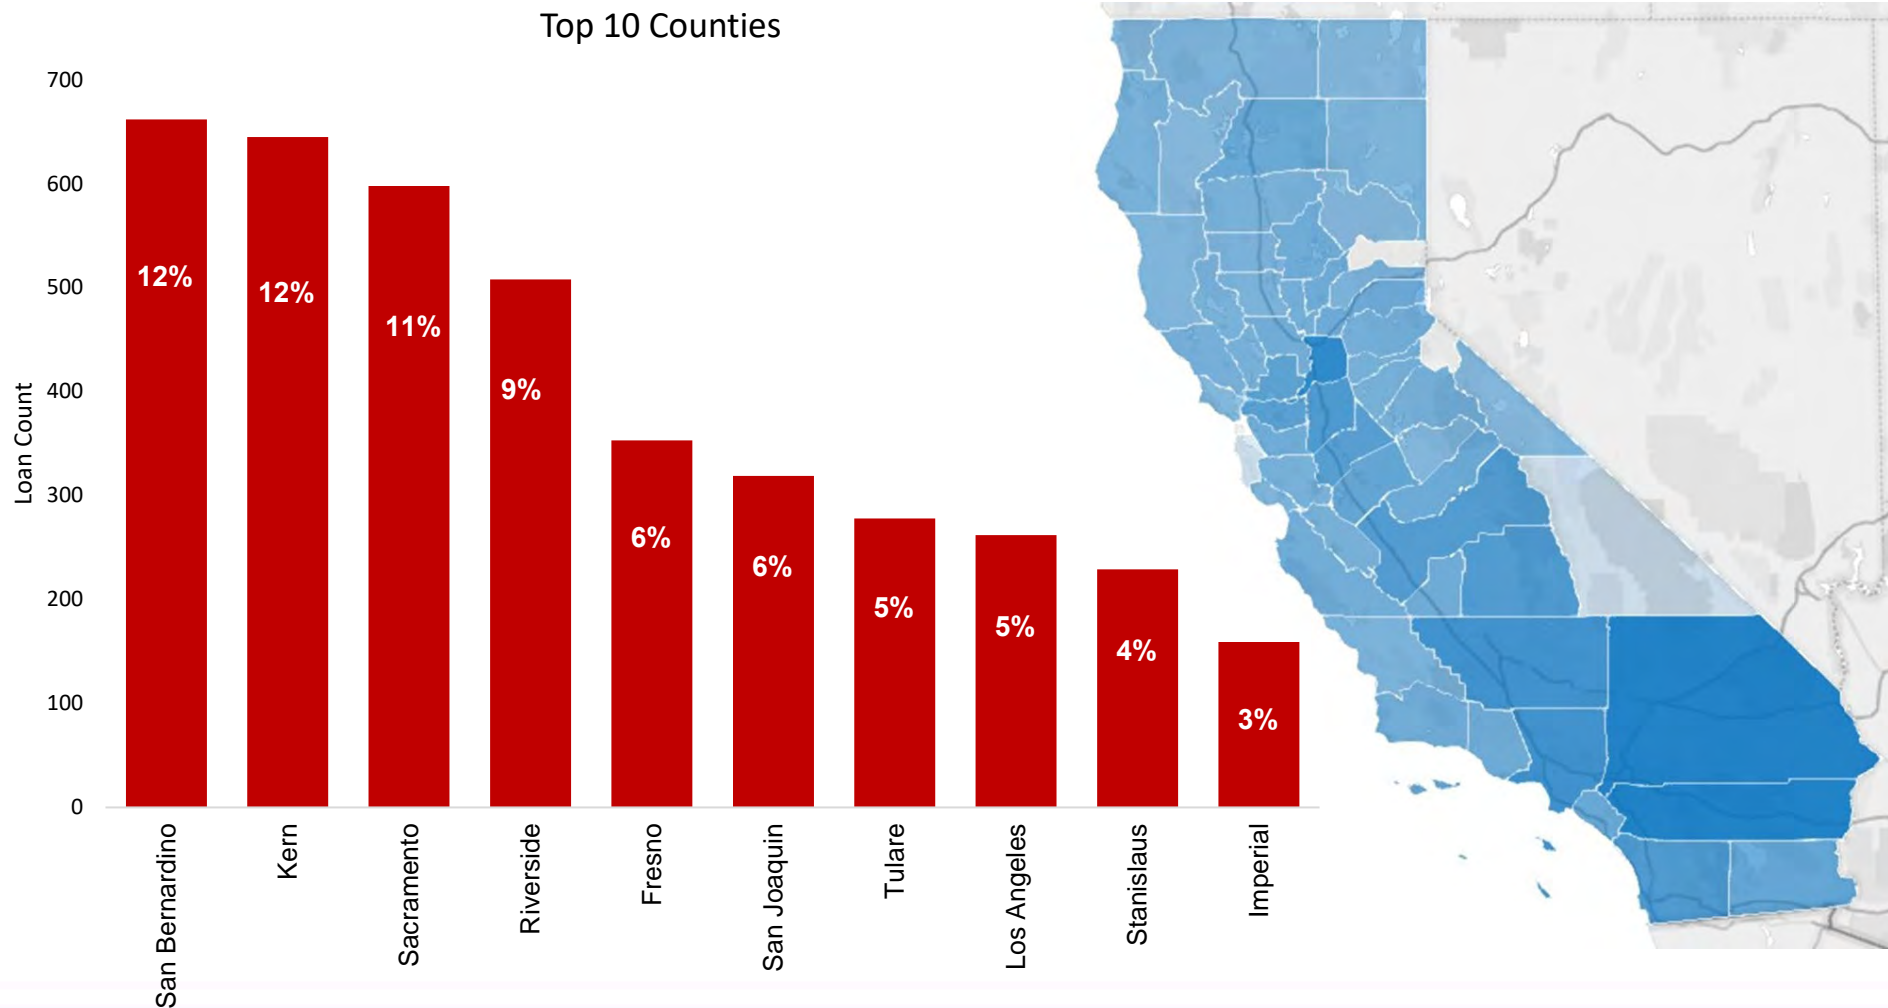 Top 10 Counties
Loan Count
700
600
500
400
300
200
100
0
12%
12%
11%
9%
6%
6%
5%
5%
4%
3%
San Bernardino
Kern
Sacramento
Riverside
Fresno
San Joaquin
Tulare
Los Angeles
Stanislaus
Imperial